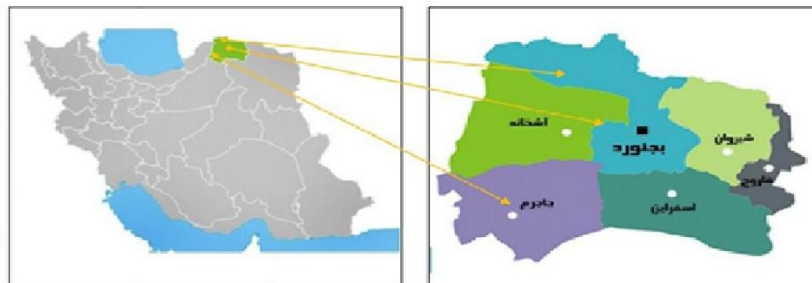 آشخانه
بجنورد
شیروان
فاروج
جاجرم
اسفراین